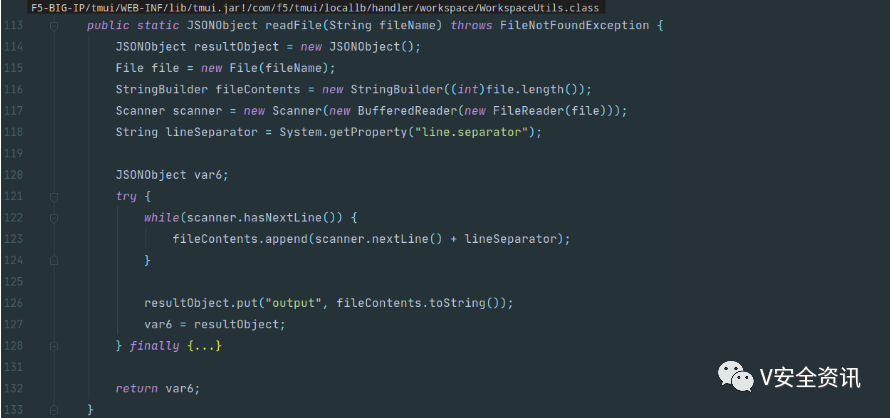 F5-BIG-IP/tmui/WEB-INF/lib/tmui.jar!/com/f5/tmui/locallb/handler/workspace/WorkspaceUtils.class
113 public static JSONObject readFile(String fileName) throws FileNotFoundException {
114 JSONObject resultObject = new JSONObject();
115 File file = new File(fileName);
116 StringBuilder fileContents = new StringBuilder((int)file.length());
117 Scanner scanner = new Scanner(new BufferedReader(new FileReader(file)));
118 String lineSeparator = System.getProperty("line.separator");
119
120 JSONObject var6;
121 try {
122 while(scanner.hasNextLine()) {
123 fileContents.append(scanner.nextLine() + lineSeparator);
124 }
125
126 resultObject.put("output", fileContents.toString());
127 var6 = resultObject;
128 } finally {...}
131
132 return var6;
133 }
V安全资讯